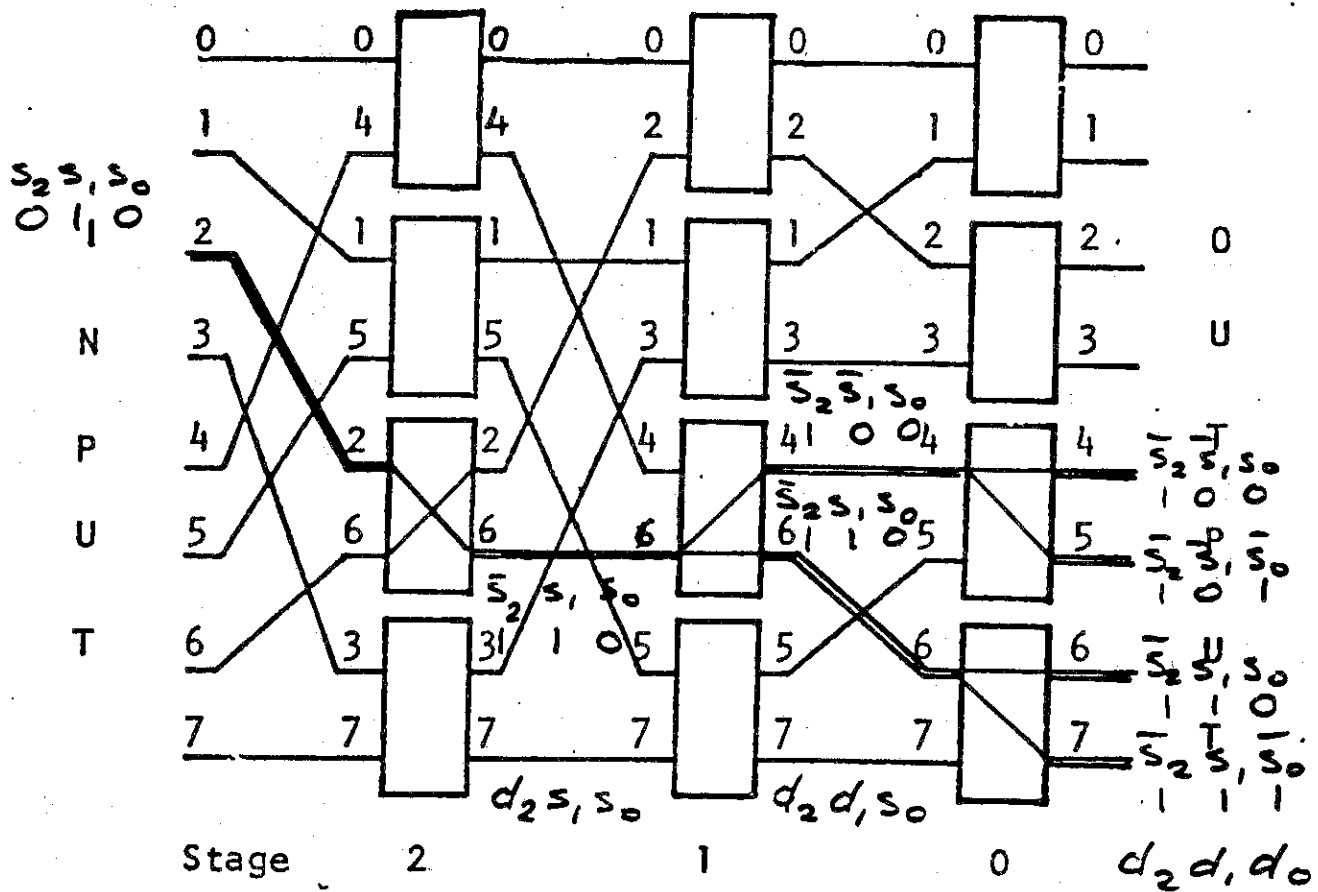 0 0 0 0 0 0 0
1 4 4 2 2 1 1
s₂ s₁ s₀
0 1 0
I
2 1 1 1 1 2 2 O
N 3 5 5 3 3 3 3 U
s̄₂ s̄₁ s₀
1 0 0
P 4 2 2 4 4 4 4 T
s̄₂ s̄₁ s₀
1 0 0
s̄₂ s₁ s₀
1 1 0
U 5 6 6 6 6 5 5 P
s̄₂ s̄₁ s̄₀
1 0 1
s̄₂ s₁ s₀
1 1 0
T 6 3 3 5 5 6 6 U
s̄₂ s₁ s₀
1 1 0
7 7 7 7 7 7 7 T
s̄₂ s₁ s̄₀
1 1 1
d₂ s₁ s₀ d₂ d₁ s₀
Stage 2 1 0 d₂ d₁ d₀